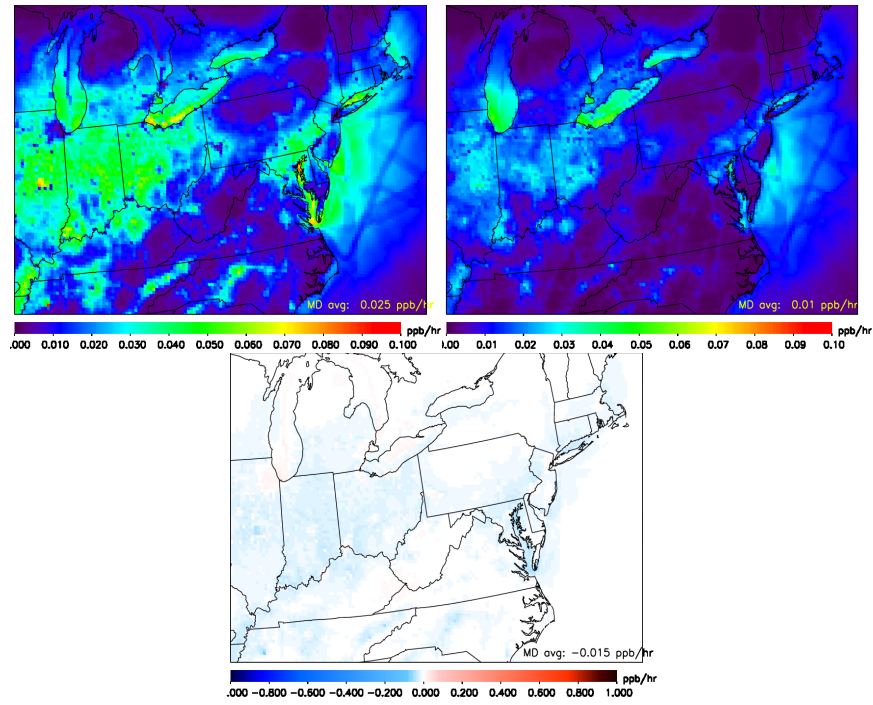 MD avg: 0.025 ppb/hr
MD avg: 0.01 ppb/hr
ppb/hr
.000 0.010 0.020 0.030 0.040 0.050 0.060 0.070 0.080 0.090 0.100
ppb/hr
1.00 0.01 0.02 0.03 0.04 0.05 0.06 0.07 0.08 0.09 0.10
MD avg: -0.015 ppb/hr
ppb/hr
.000 -0.800 -0.600 -0.400 -0.200 0.000 0.200 0.400 0.600 0.800 1.000